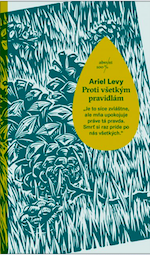 Ariel Levy
Proti všetkým
pravidlám
„Je to síce zvláštne,
ale mňa upokojuje
práve tá pravda.
Smrť si raz príde po
nás všetkých.“